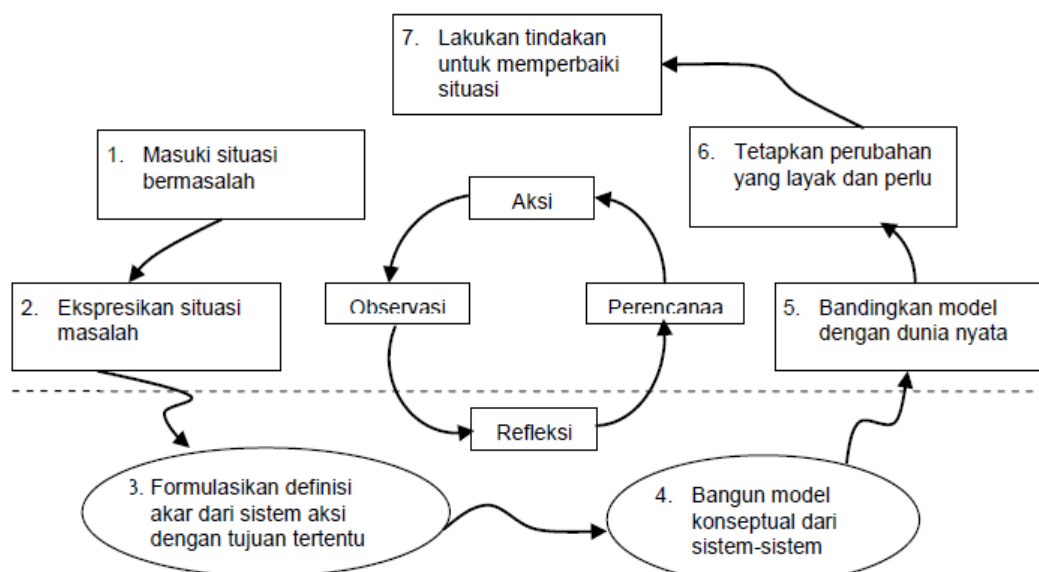 7. Lakukan tindakan
untuk memperbaiki
situasi
1. Masuki situasi
bermasalah
6. Tetapkan perubahan
yang layak dan perlu
Aksi
2. Ekspresikan situasi
masalah
Observasi
Perencanaa
5. Bandingkan model
dengan dunia nyata
Refleksi
3. Formulasikan definisi
akar dari sistem aksi
dengan tujuan tertentu
4. Bangun model
konseptual dari
sistem-sistem